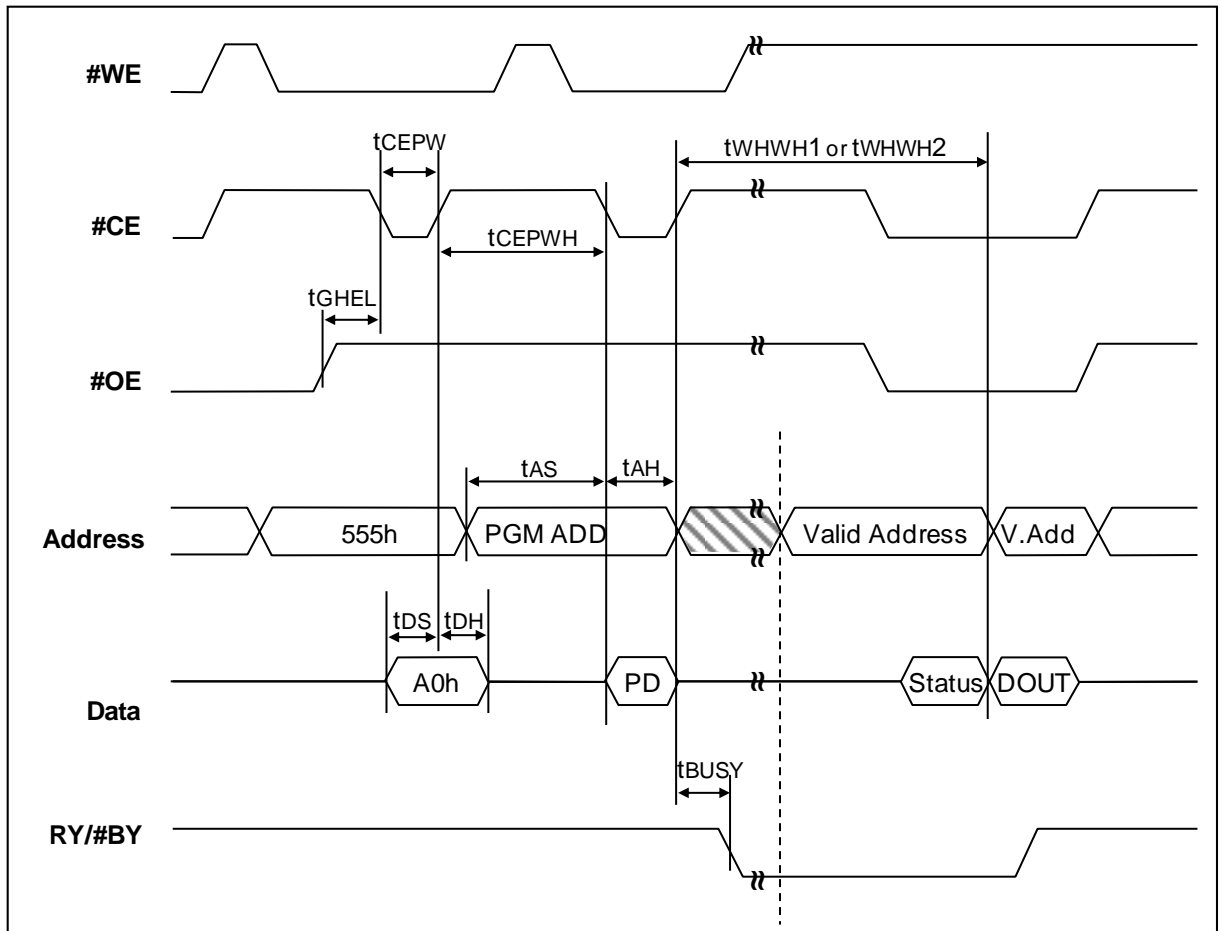 #WE
tCEPW
tWHWH1 or tWHWH2
#CE
tCEPWH
tGHEL
#OE
tAS
tAH
Address
555h
PGM ADD
Valid Address
V.Add
tDS
tDH
A0h
PD
Status
DOUT
Data
tBUSY
RY/#BY